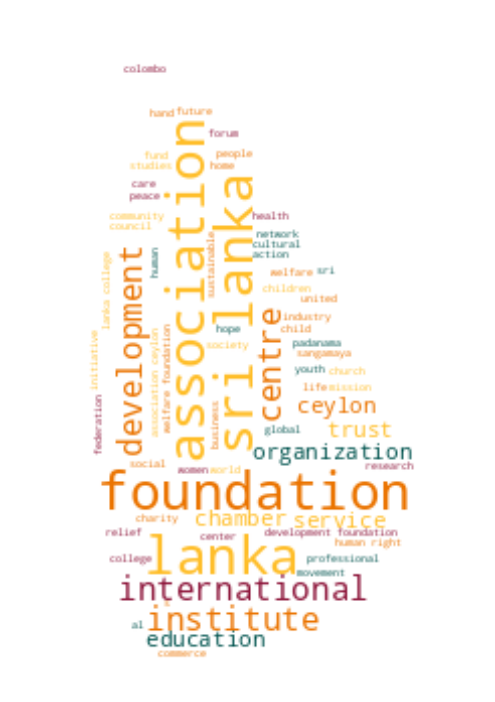 colombo
hand future
forum
fund
people
studies
home
care
peace
association
sri lanka
community
health
council
network
cultural
action
development
human
sustainable
lanka college
welfare
sri
children
united
centre
industry
hope
child
association ceylon
welfare foundation
initiative
society
padanama
sangamaya
youth
church
life
mission
federation
business
ceylon
global
trust
organization
social
women
world
research
foundation
charity
chamber
service
relief
center
development foundation
human right
lanka
college
professional
movement
international
institute
al
education
commerce